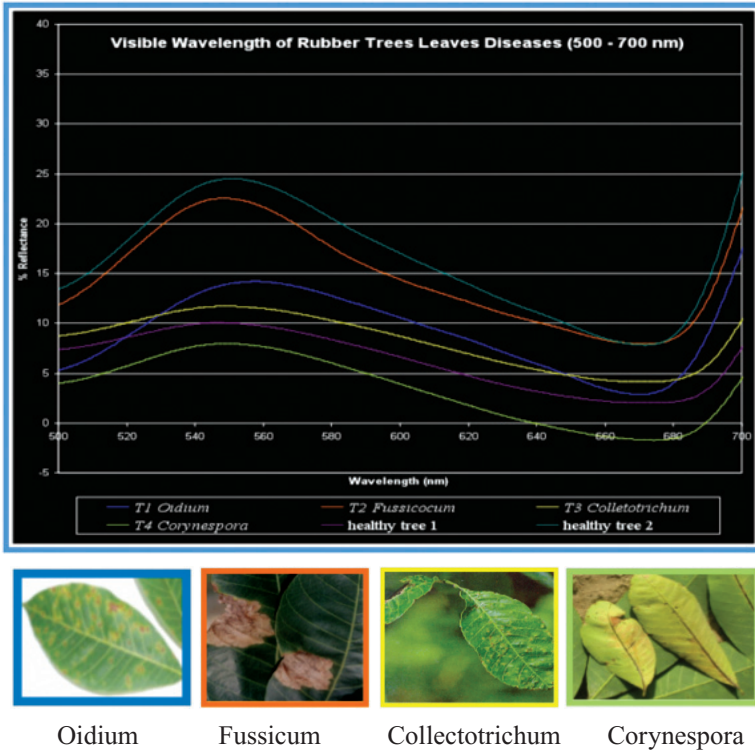 Visible Wavelength of Rubber Trees Leaves Diseases (500 - 700 nm)
40
35
30
25
20
15
10
5
0
-5
% Reflectance
500 520 540 560 580 600 620 640 660 680 700
Wavelength (nm)
T1 Oidium T2 Fussicocum T3 Colletotrichum
T4 Corynespora healthy tree 1 healthy tree 2
Oidium Fussicum Collectotrichum Corynespora